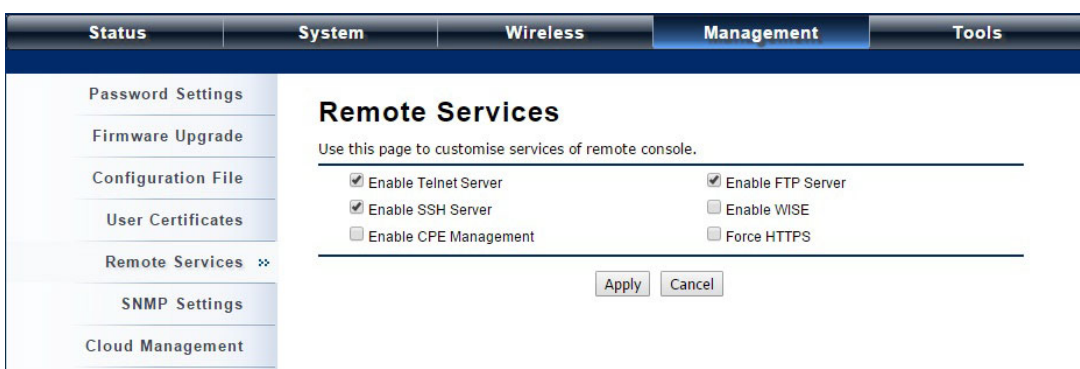 Status System Wireless Management Tools
Password Settings
Firmware Upgrade
Configuration File
User Certificates
Remote Services »
SNMP Settings
Cloud Management
Remote Services
Use this page to customise services of remote console.
Enable Telnet Server Enable FTP Server
Enable SSH Server Enable WISE
Enable CPE Management Force HTTPS
Apply Cancel